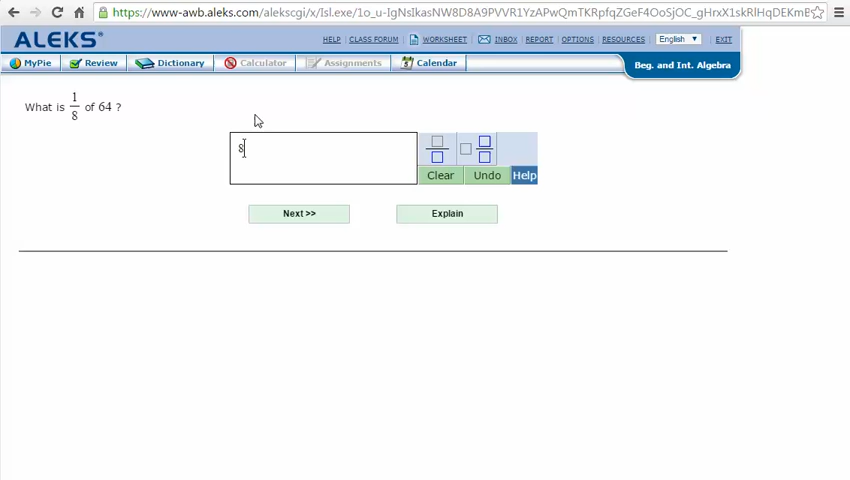 https://www-awb.aleks.com/alekscgi/x/Isl.exe/1o_u-IgNsIkasNW8D8A9PVVR1YzAPwQmTKRpfqZGeF4OoSjOC_gHrxX1skRlHqDEKmB
ALEKS®
HELP | CLASS FORUM | WORKSHEET INBOX | REPORT | OPTIONS | RESOURCES English ▼ EXIT
MyPie Review Dictionary Calculator Assignments Calendar Beg. and Int. Algebra
What is 1/8 of 64 ?
8
Clear Undo Help
Next >> Explain